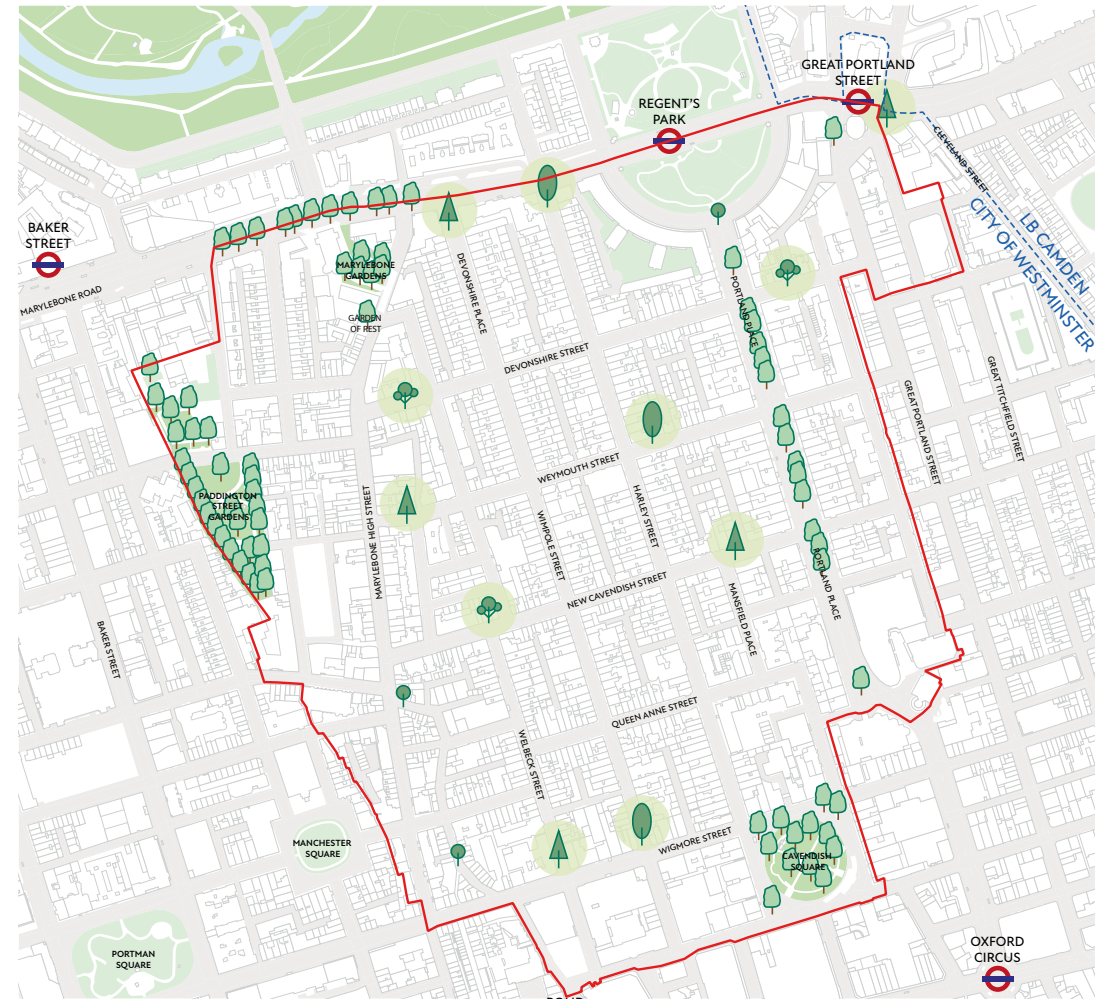 GREAT PORTLAND
STREET
REGENT'S
PARK
CLEVELAND STREET
BAKER
STREET
LB CAMDEN
CITY OF WESTMINSTER
MARYLEBONE ROAD
MARYLEBONE
GARDENS
DEVONSHIRE PLACE
GARDEN
OF REST
PORTLAND PLACE
DEVONSHIRE STREET
GREAT PORTLAND STREET
GREAT TITCHFIELD STREET
WEYMOUTH STREET
PADDINGTON
STREET
GARDENS
MARYLEBONE HIGH STREET
WIMPOLE STREET
HARLEY STREET
NEW CAVENDISH STREET
MANSFIELD PLACE
PORTLAND PLACE
BAKER STREET
QUEEN ANNE STREET
WELBECK STREET
MANCHESTER
SQUARE
WIGMORE STREET
CAVENDISH
SQUARE
PORTMAN
SQUARE
OXFORD
CIRCUS